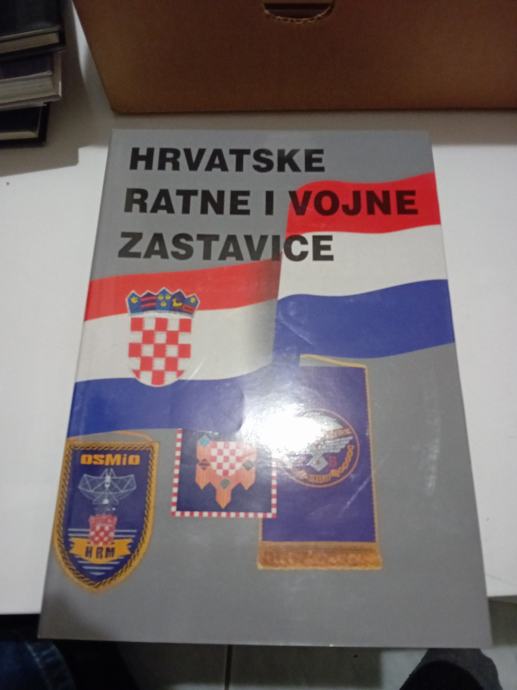 HRVATSKE
RATNE I VOJNE
ZASTAVICE
OSMiO
HRM